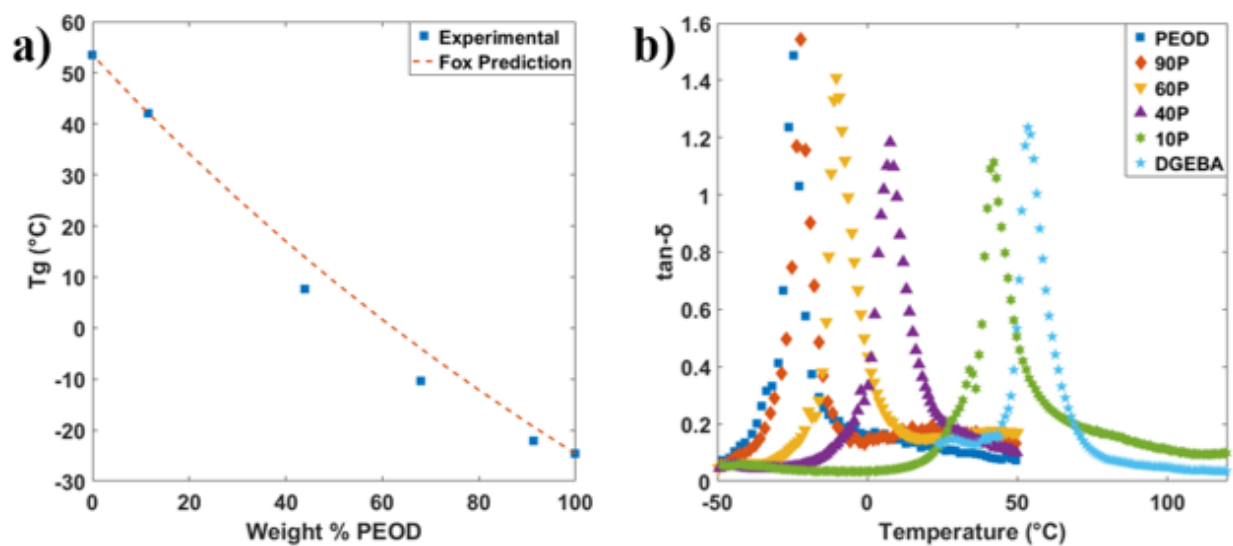 a)
60
50
40
30
20
10
0
-10
-20
-30
Tg (°C)
0 20 40 60 80 100
Weight % PEOD
Experimental
Fox Prediction
b)
1.6
1.4
1.2
1
0.8
0.6
0.4
0.2
0
tan-δ
-50 0 50 100
Temperature (°C)
PEOD
90P
60P
40P
10P
DGEBA